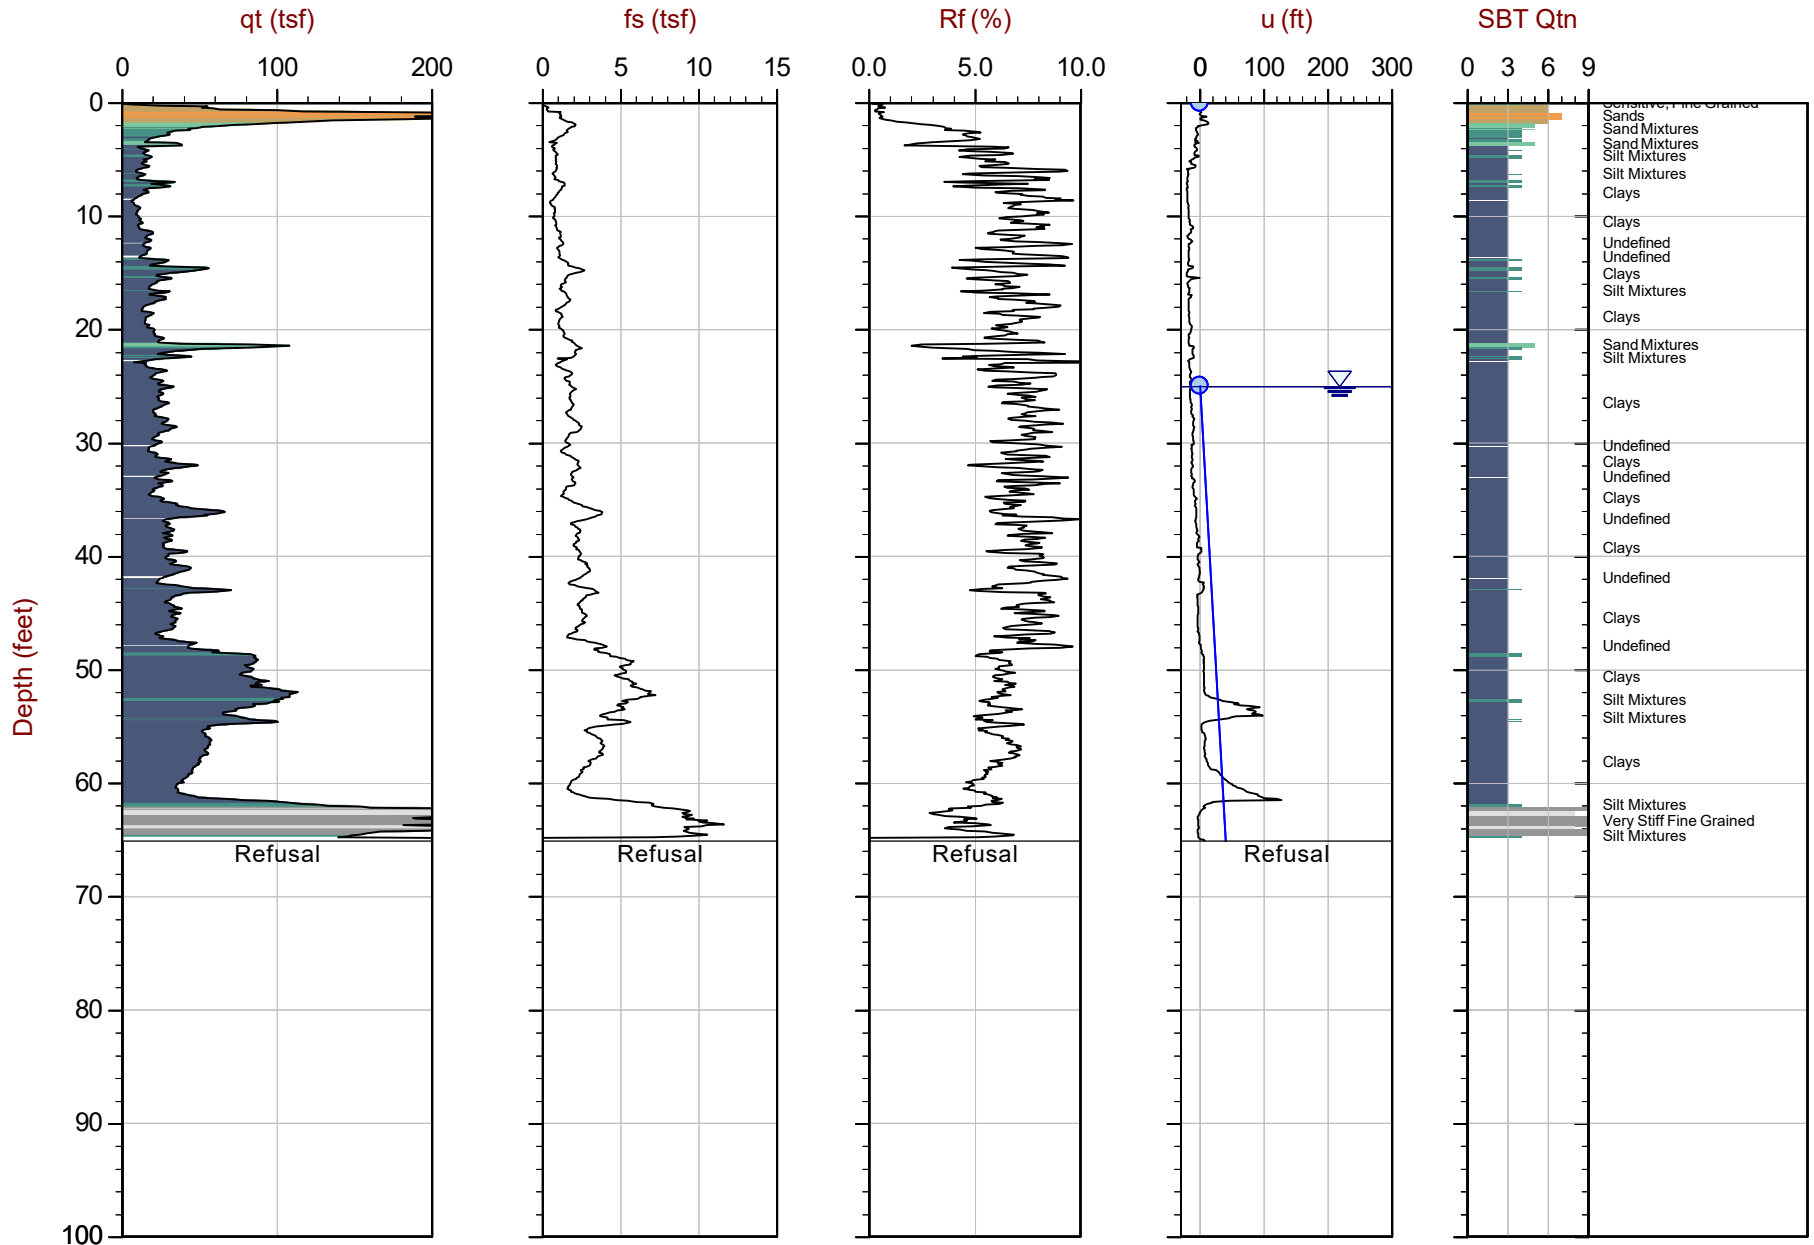 qt (tsf)
fs (tsf)
Rf (%)
u (ft)
SBT Qtn
0 100 200
0 5 10 15
0.0 5.0 10.0
0 100 200 300
0 3 6 9
Depth (feet)
0
10
20
30
40
50
60
70
80
90
100
Sensitive, Fine Grained
Sands
Sand Mixtures
Sand Mixtures
Silt Mixtures
Silt Mixtures
Clays
Clays
Undefined
Undefined
Clays
Silt Mixtures
Clays
Sand Mixtures
Silt Mixtures
Clays
Undefined
Clays
Undefined
Clays
Undefined
Clays
Undefined
Clays
Undefined
Clays
Silt Mixtures
Silt Mixtures
Clays
Silt Mixtures
Very Stiff Fine Grained
Silt Mixtures
Refusal
Refusal
Refusal
Refusal